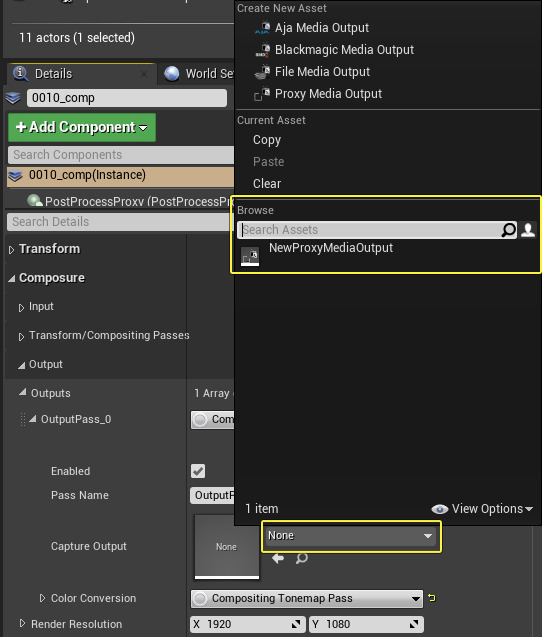 11 actors (1 selected)
Details
World Se
0010_comp
+ Add Component
Search Components
0010_comp(Instance)
PostProcessProxy (PostProcessPro
Search Details
Transform
Composure
Input
Transform/Compositing Passes
Output
Outputs
1 Array
OutputPass_0
Com
Enabled
Pass Name
OutputP
Capture Output
None
None
Color Conversion
Compositing Tonemap Pass
Render Resolution
X 1920
Y 1080
Create New Asset
Aja Media Output
Blackmagic Media Output
File Media Output
Proxy Media Output
Current Asset
Copy
Paste
Clear
Browse
Search Assets
NewProxyMediaOutput
1 item
View Options